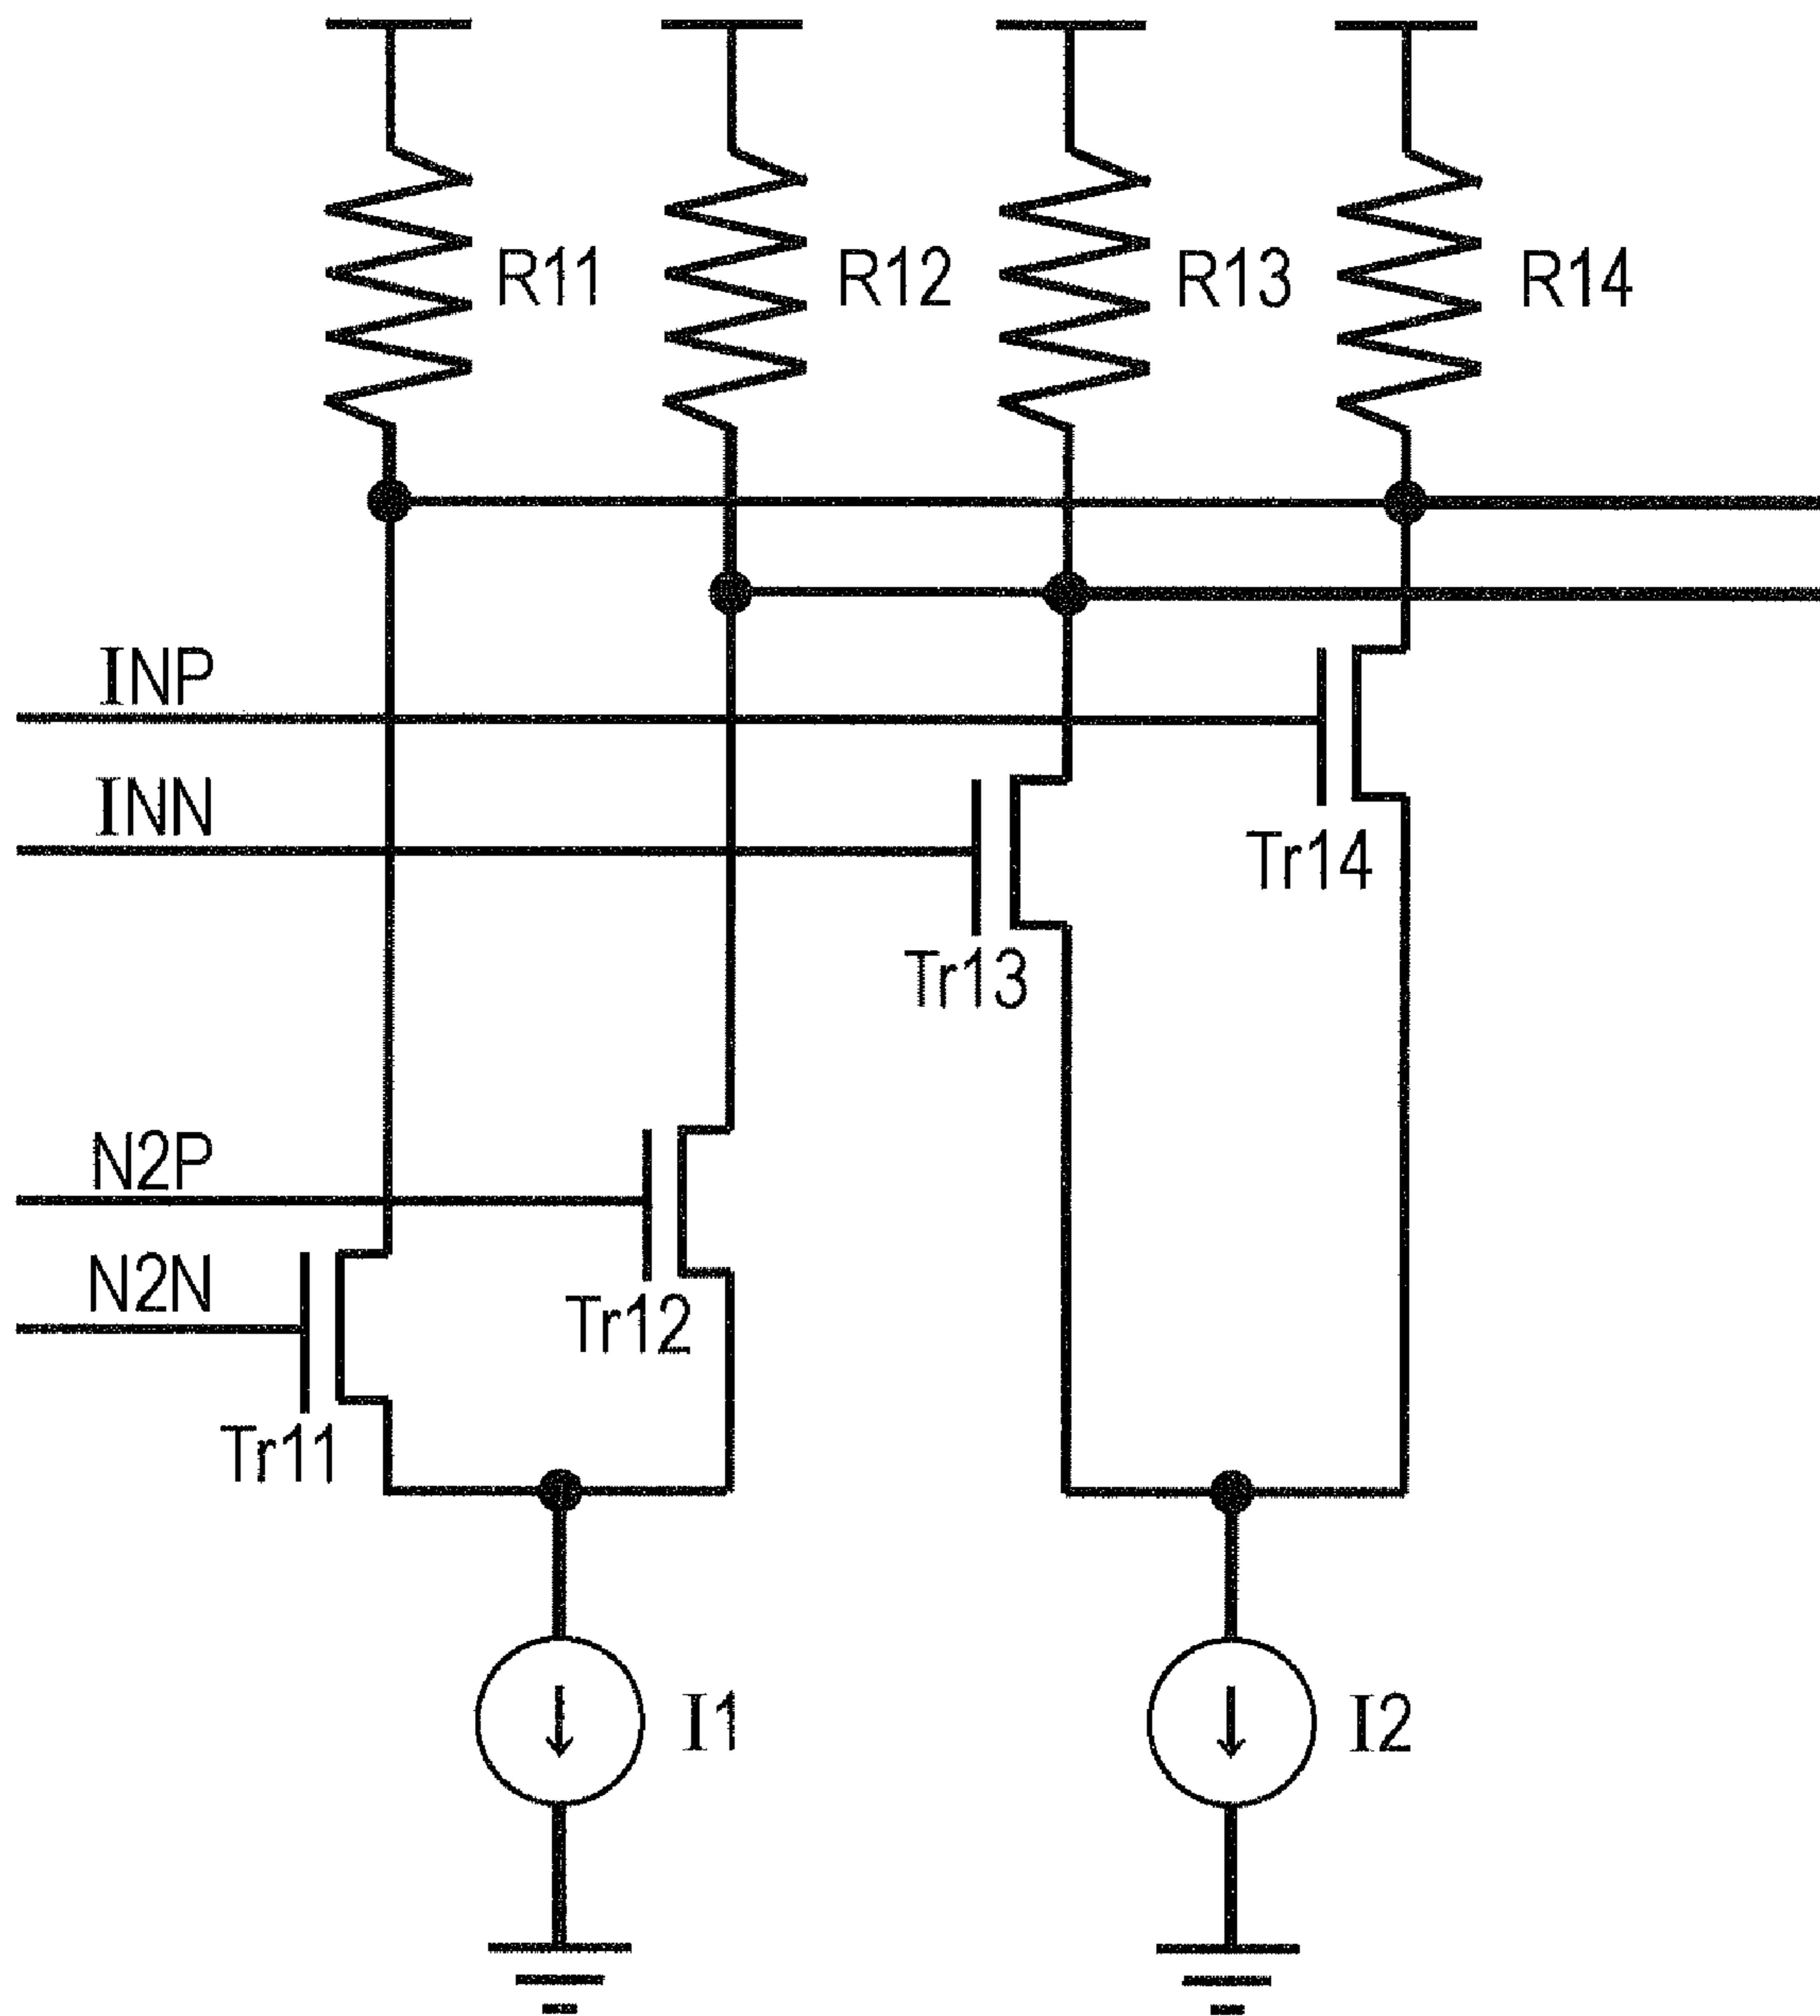 R11 R12 R13 R14
INP
INN
Tr14
Tr13
N2P
N2N
Tr12
Tr11
I1 I2